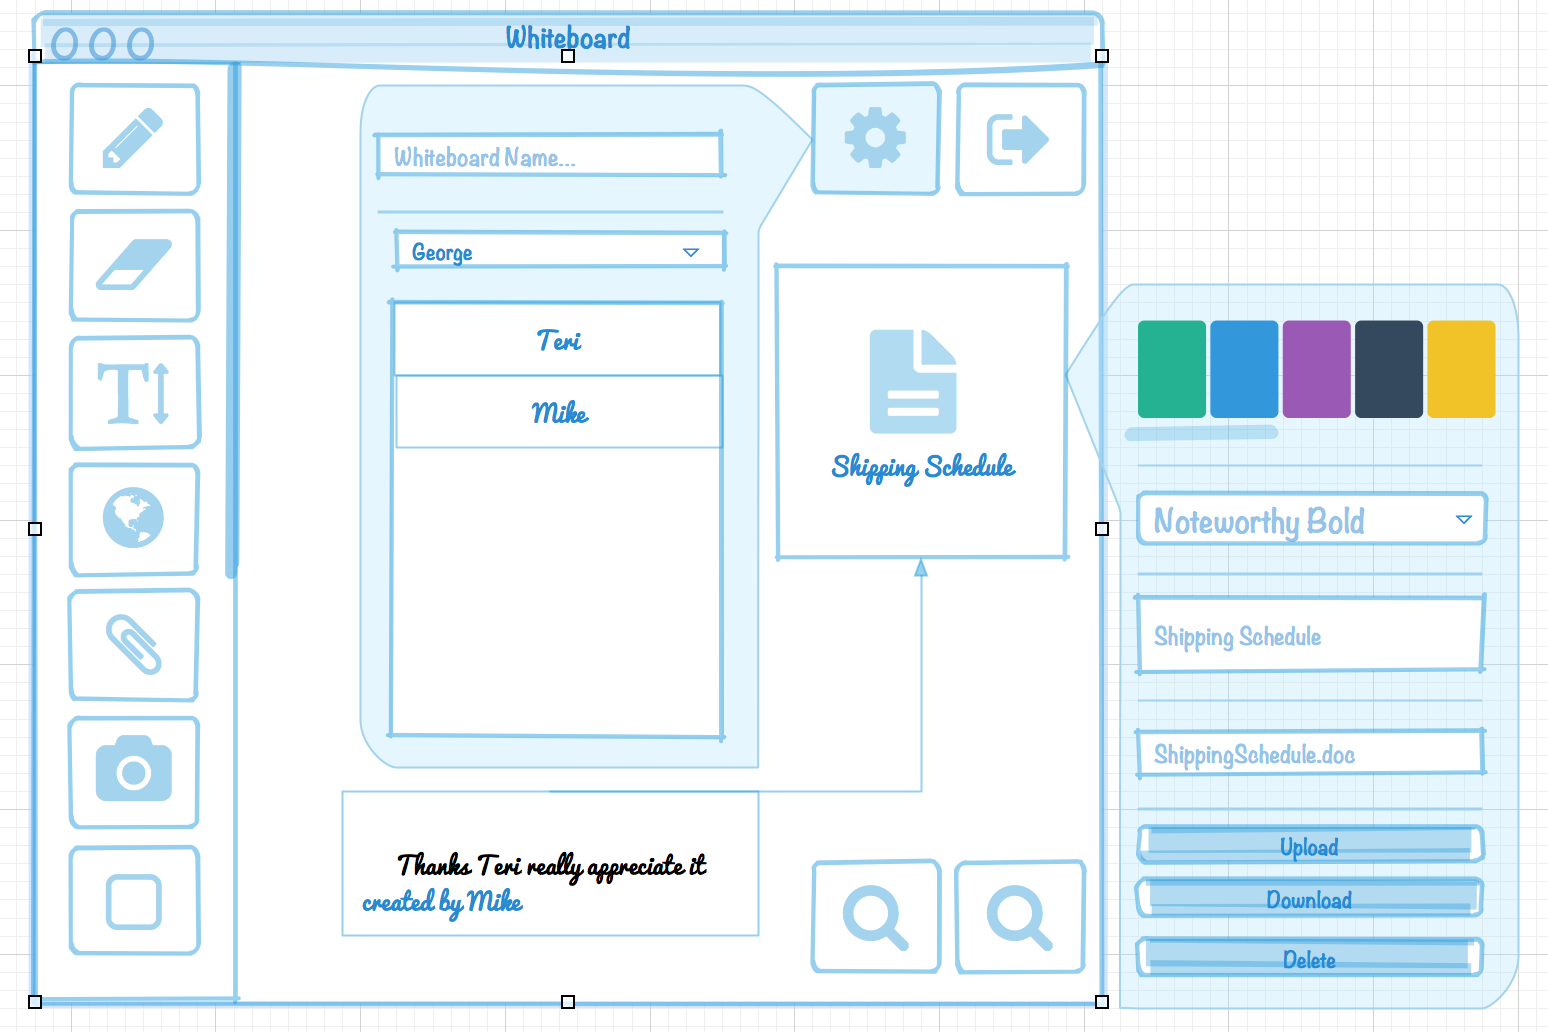 Whiteboard
Whiteboard Name...
George
Teri
Mike
T
Shipping Schedule
Noteworthy Bold
Shipping Schedule
ShippingSchedule.doc
Upload
Download
Delete
Thanks Teri really appreciate it
created by Mike